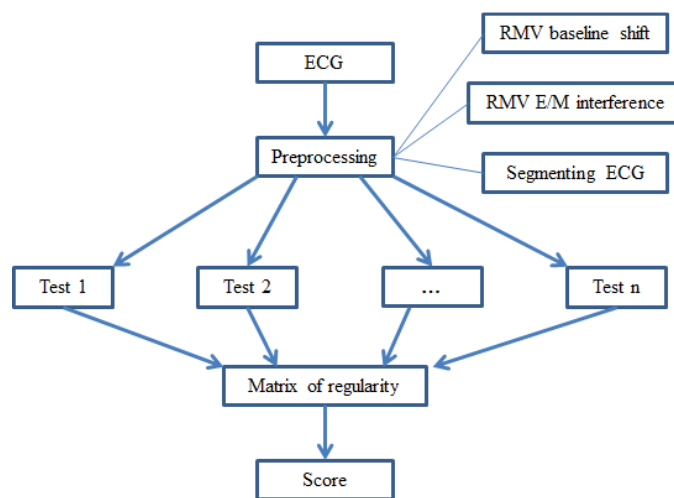 RMV baseline shift
ECG
RMV E/M interference
Preprocessing
Segmenting ECG
Test 1
Test 2
...
Test n
Matrix of regularity
Score